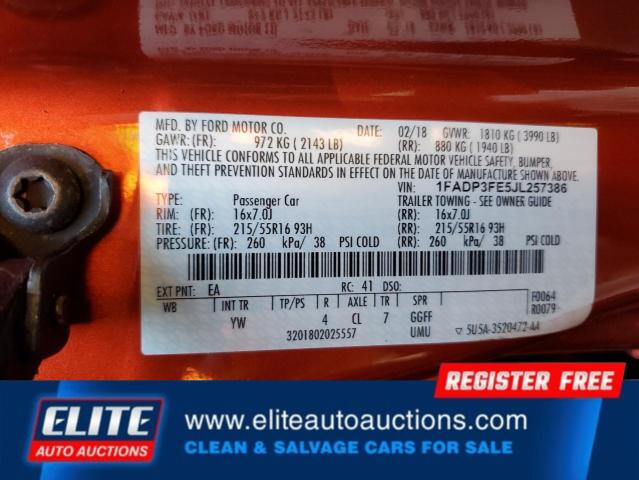 MFD. BY FORD MOTOR CO. DATE: 02/18 GVWR: 1810 KG ( 3990 LB)
GAWR: (FR): 972 KG ( 2143 LB) (RR): 880 KG ( 1940 LB)
THIS VEHICLE CONFORMS TO ALL APPLICABLE FEDERAL MOTOR VEHICLE SAFETY, BUMPER,
AND THEFT PREVENTION STANDARDS IN EFFECT ON THE DATE OF MANUFACTURE SHOWN ABOVE.
VIN: 1FADP3FE5JL257386
TYPE: Passenger Car TRAILER TOWING - SEE OWNER GUIDE
RIM: (FR): 16x7.0J (RR): 16x7.0J
TIRE: (FR): 215/55R16 93H (RR): 215/55R16 93H
PRESSURE: (FR): 260 kPa/ 38 PSI COLD (RR): 260 kPa/ 38 PSI COLD
EXT PNT: EA RC: 41 DSO: F0064
WB INT TR TP/PS R AXLE TR SPR R0079
YW 4 CL 7 GGFF
3201802025557 UMU ▽ 5U5A-3520472-AA
REGISTER FREE
ELITE
AUTO AUCTIONS
www.eliteautoauctions.com
CLEAN & SALVAGE CARS FOR SALE